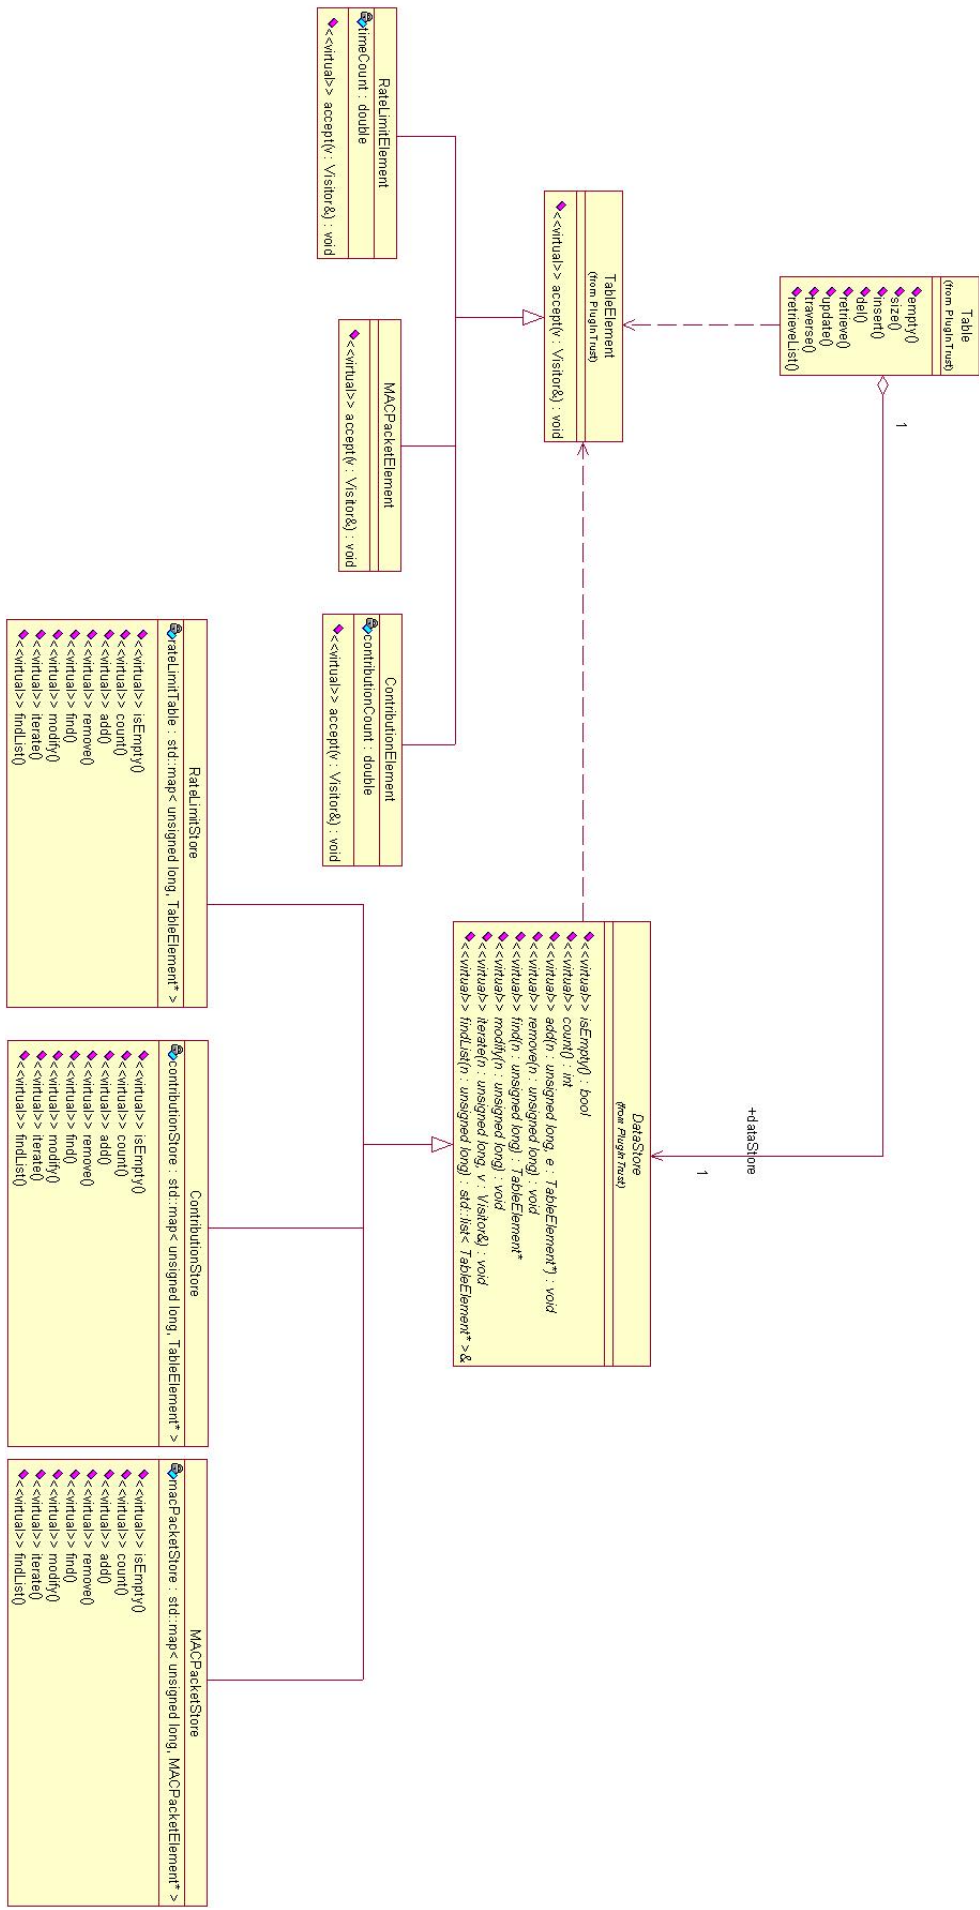 Table
(from PlugInTrust)
empty()
size()
insert()
del()
retrieve()
update()
traverse()
retrieveList()
1
+dataStore
1
TableElement
(from PlugInTrust)
<<virtual>> accept(v : Visitor&) : void
DataStore
(from PlugInTrust)
<<virtual>> isEmpty() : bool
<<virtual>> count() : int
<<virtual>> add(n : unsigned long, e : TableElement*) : void
<<virtual>> remove(n : unsigned long) : void
<<virtual>> find(n : unsigned long) : TableElement*
<<virtual>> modify(n : unsigned long) : void
<<virtual>> iterate(n : unsigned long, v : Visitor&) : void
<<virtual>> findList(n : unsigned long) : std::list< TableElement* >&
RateLimitElement
timeCount : double
<<virtual>> accept(v : Visitor&) : void
MACPacketElement
<<virtual>> accept(v : Visitor&) : void
ContributionElement
contributionCount : double
<<virtual>> accept(v : Visitor&) : void
RateLimitStore
rateLimitTable : std::map< unsigned long, TableElement* >
<<virtual>> isEmpty()
<<virtual>> count()
<<virtual>> add()
<<virtual>> remove()
<<virtual>> find()
<<virtual>> modify()
<<virtual>> iterate()
<<virtual>> findList()
ContributionStore
contributionStore : std::map< unsigned long, TableElement* >
<<virtual>> isEmpty()
<<virtual>> count()
<<virtual>> add()
<<virtual>> remove()
<<virtual>> find()
<<virtual>> modify()
<<virtual>> iterate()
<<virtual>> findList()
MACPacketStore
macPacketStore : std::map< unsigned long, MACPacketElement* >
<<virtual>> isEmpty()
<<virtual>> count()
<<virtual>> add()
<<virtual>> remove()
<<virtual>> find()
<<virtual>> modify()
<<virtual>> iterate()
<<virtual>> findList()